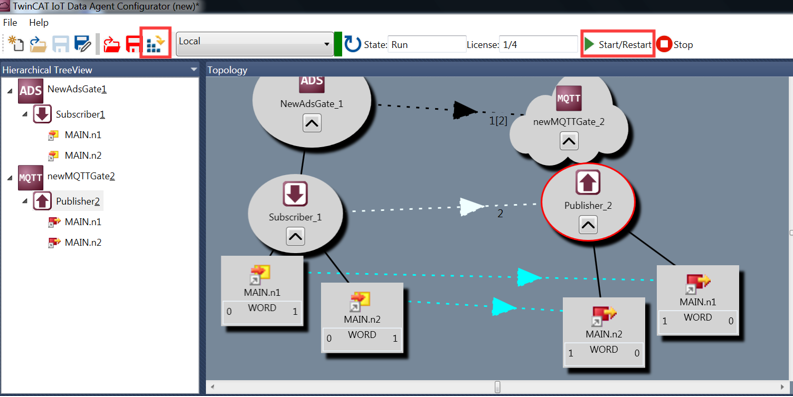 TwinCAT IoT Data Agent Configurator (new)*
File Help
Local
State: Run
License: 1/4
Start/Restart
Stop
Hierarchical TreeView
ADS NewAdsGate1
Subscriber1
MAIN.n1
MAIN.n2
MQTT newMQTTGate2
Publisher2
MAIN.n1
MAIN.n2
Topology
ADS
NewAdsGate_1
1[2]
MQTT
newMQTTGate_2
Subscriber_1
2
Publisher_2
MAIN.n1
0 WORD 1
MAIN.n2
0 WORD 1
MAIN.n1
1 WORD 0
MAIN.n2
1 WORD 0